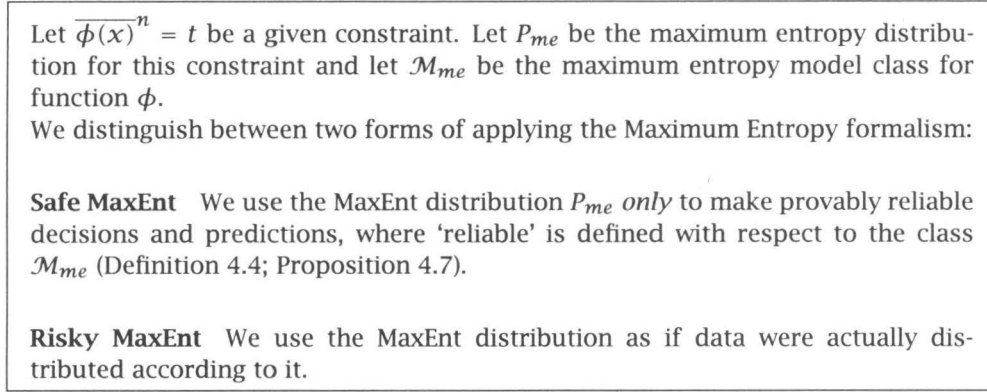 Let $\overline{\phi(x)}^n = t$ be a given constraint. Let $P_{me}$ be the maximum entropy distribu-
tion for this constraint and let $\mathcal{M}_{me}$ be the maximum entropy model class for
function $\phi$.
We distinguish between two forms of applying the Maximum Entropy formalism:
Safe MaxEnt We use the MaxEnt distribution $P_{me}$ only to make provably reliable
decisions and predictions, where ‘reliable’ is defined with respect to the class
$\mathcal{M}_{me}$ (Definition 4.4; Proposition 4.7).
Risky MaxEnt We use the MaxEnt distribution as if data were actually dis-
tributed according to it.